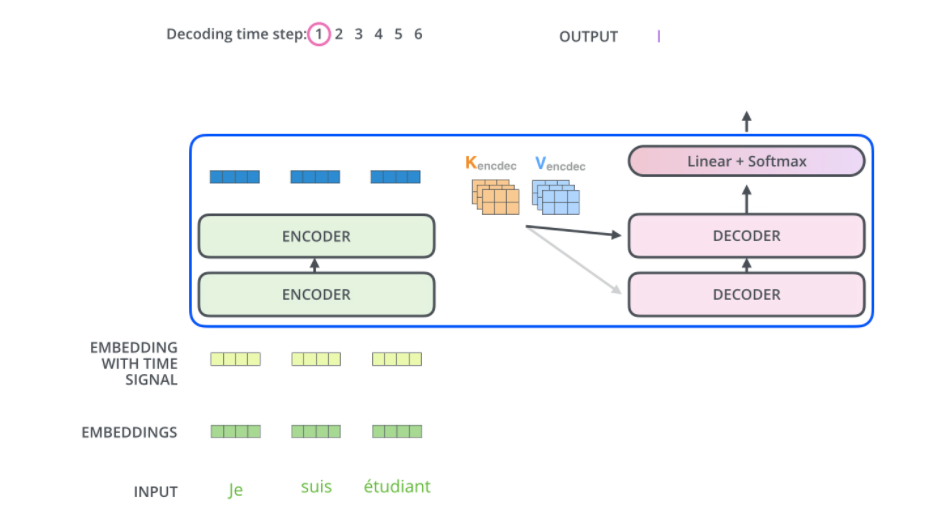 Decoding time step: 1 2 3 4 5 6
OUTPUT I
Kencdec Vencdec
Linear + Softmax
ENCODER
DECODER
ENCODER
DECODER
EMBEDDING
WITH TIME
SIGNAL
EMBEDDINGS
INPUT Je suis étudiant